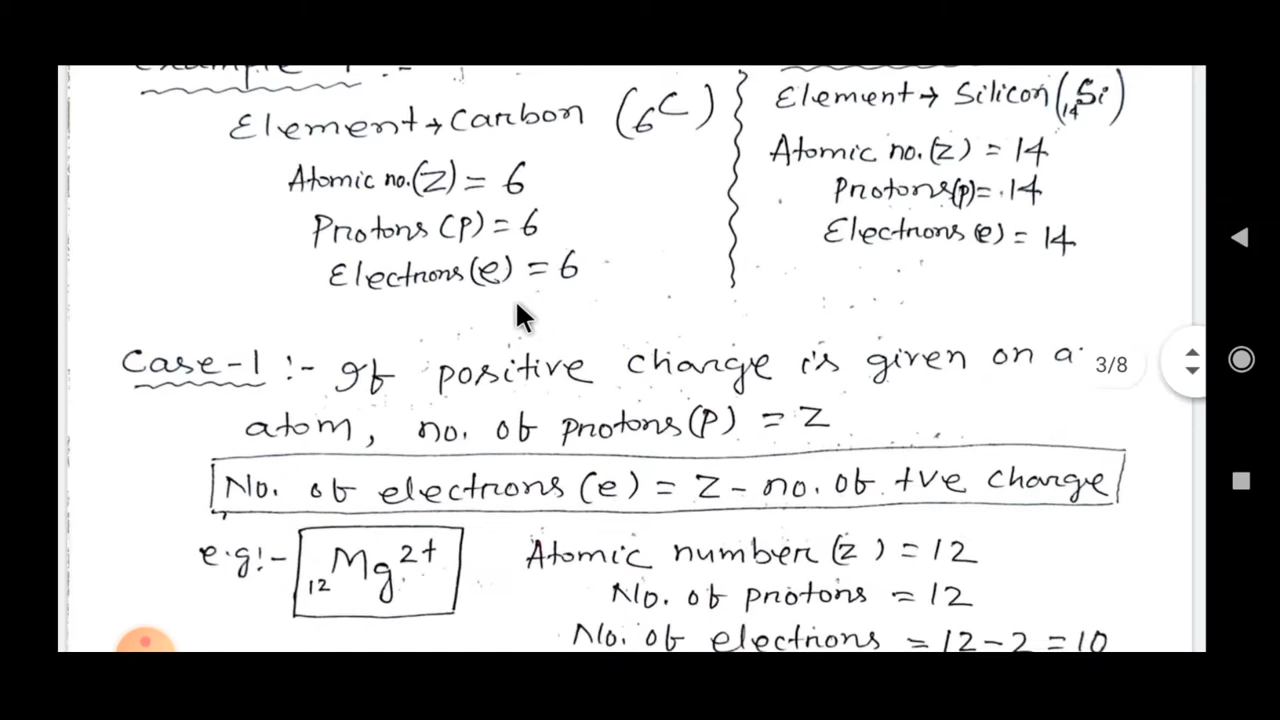 Example-1 :-
Element → Carbon (6C)
Atomic no.(Z) = 6
Protons (p) = 6
Electrons(e) = 6
Element → Silicon (14Si)
Atomic no.(z) = 14
Protons(p) = 14
Electrons (e) = 14
Case-1 :- If positive charge is given on a
atom, no. of protons(p) = Z
No. of electrons (e) = Z - no. of +ve charge
e.g:- 12Mg2+
Atomic number (z) = 12
No. of protons = 12
No. of electrons = 12-2 = 10
3/8